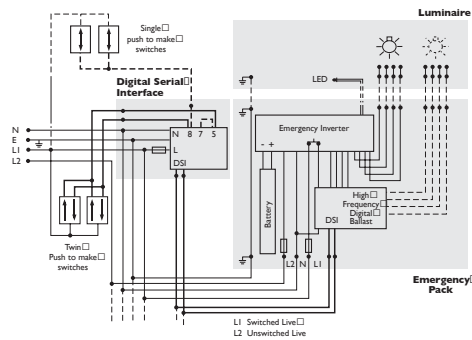 Luminaire
Single
push to make
switches
LED
Digital Serial
Interface
N 8 7 5
L
DSI
N
E
L1
L2
Emergency Inverter
- +
Battery
High
Frequency
Digital
Ballast
DSI
L2 N L1
Twin
Push to make
switches
Emergency
Pack
L1 Switched Live
L2 Unswitched Live